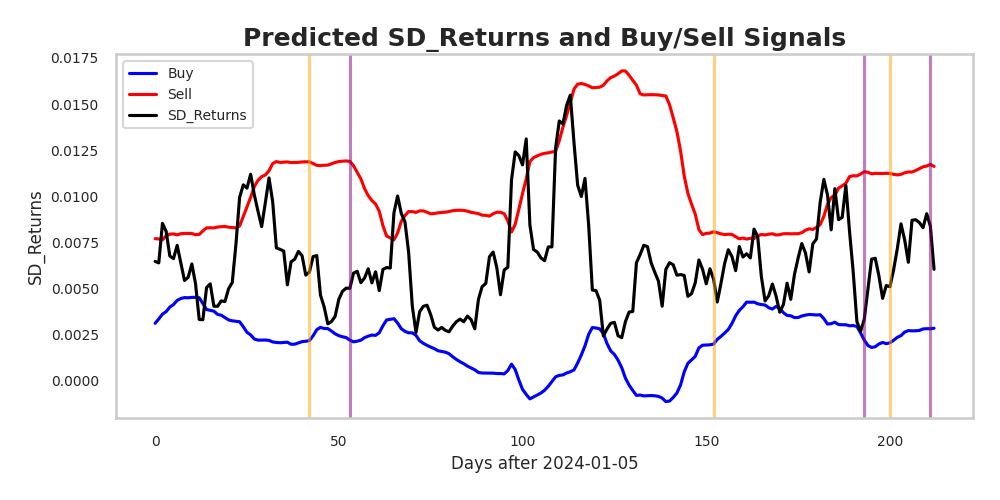 Predicted SD_Returns and Buy/Sell Signals
Buy
Sell
SD_Returns
SD_Returns
0.0175
0.0150
0.0125
0.0100
0.0075
0.0050
0.0025
0.0000
0 50 100 150 200
Days after 2024-01-05